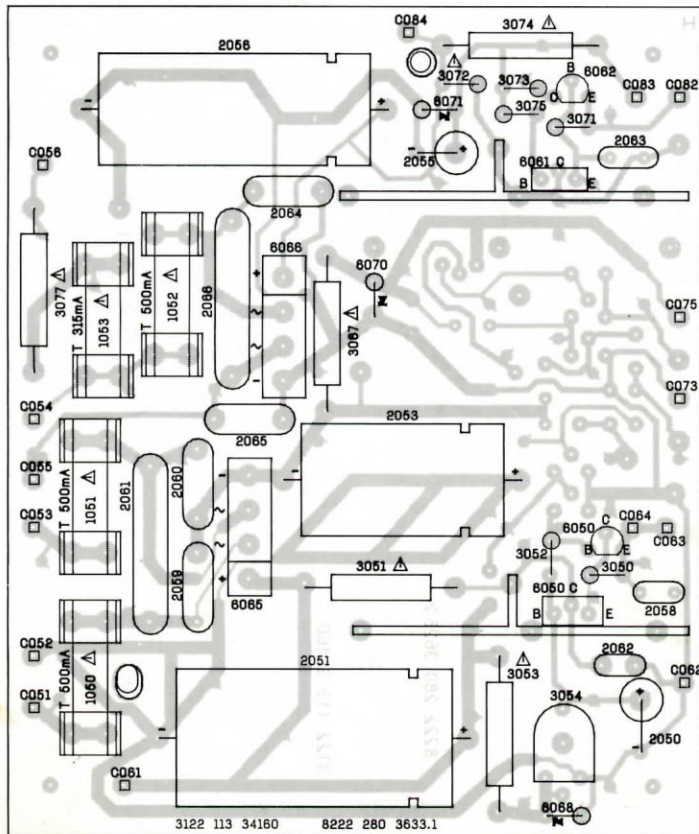 C084
3074 ⚠
2056
3072
⚠
3073
B
6062
C
E
C083
C082
6071
3075
3071
-
+
-
+
2055
6061
C
B
E
2063
C056
2064
6066
+
~
~
-
6070
3077 ⚠
T 315mA
1053 ⚠
T 500mA
1052 ⚠
2066
3067 ⚠
C075
C073
C054
2065
2053
-
+
C055
T 500mA
1051 ⚠
2061
2060
-
~
~
+
C053
2059
6065
C
C064
6050
B
E
C063
3052
3051 ⚠
3050
6050
C
B
E
2058
C052
T 500mA
1050 ⚠
2051
-
+
3053 ⚠
2062
C062
3054
+
-
2050
C051
C061
6068
3122 113 34160
8222 280 3633.1